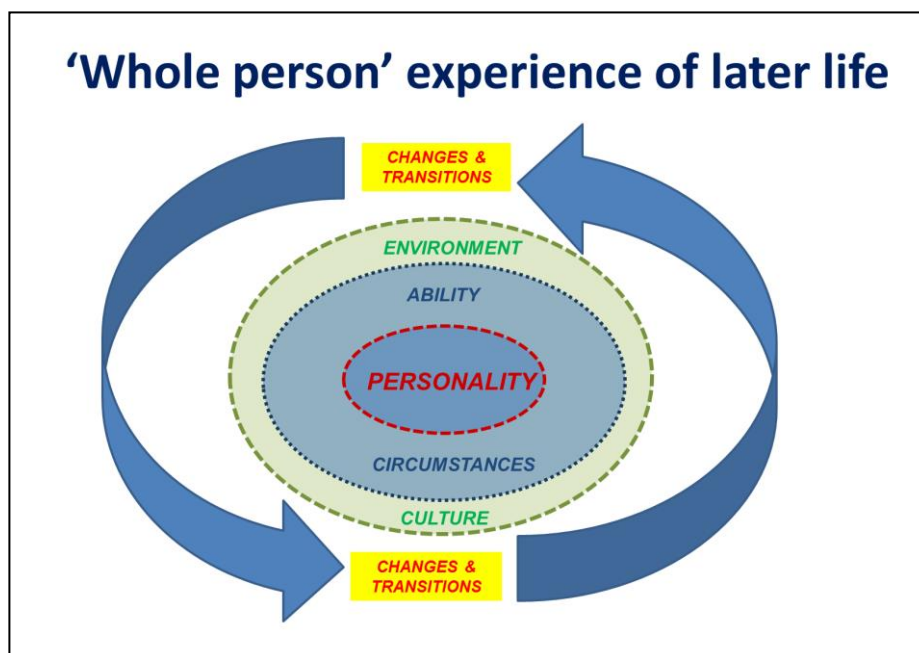 ‘Whole person’ experience of later life
CHANGES &
TRANSITIONS
ENVIRONMENT
ABILITY
PERSONALITY
CIRCUMSTANCES
CULTURE
CHANGES &
TRANSITIONS